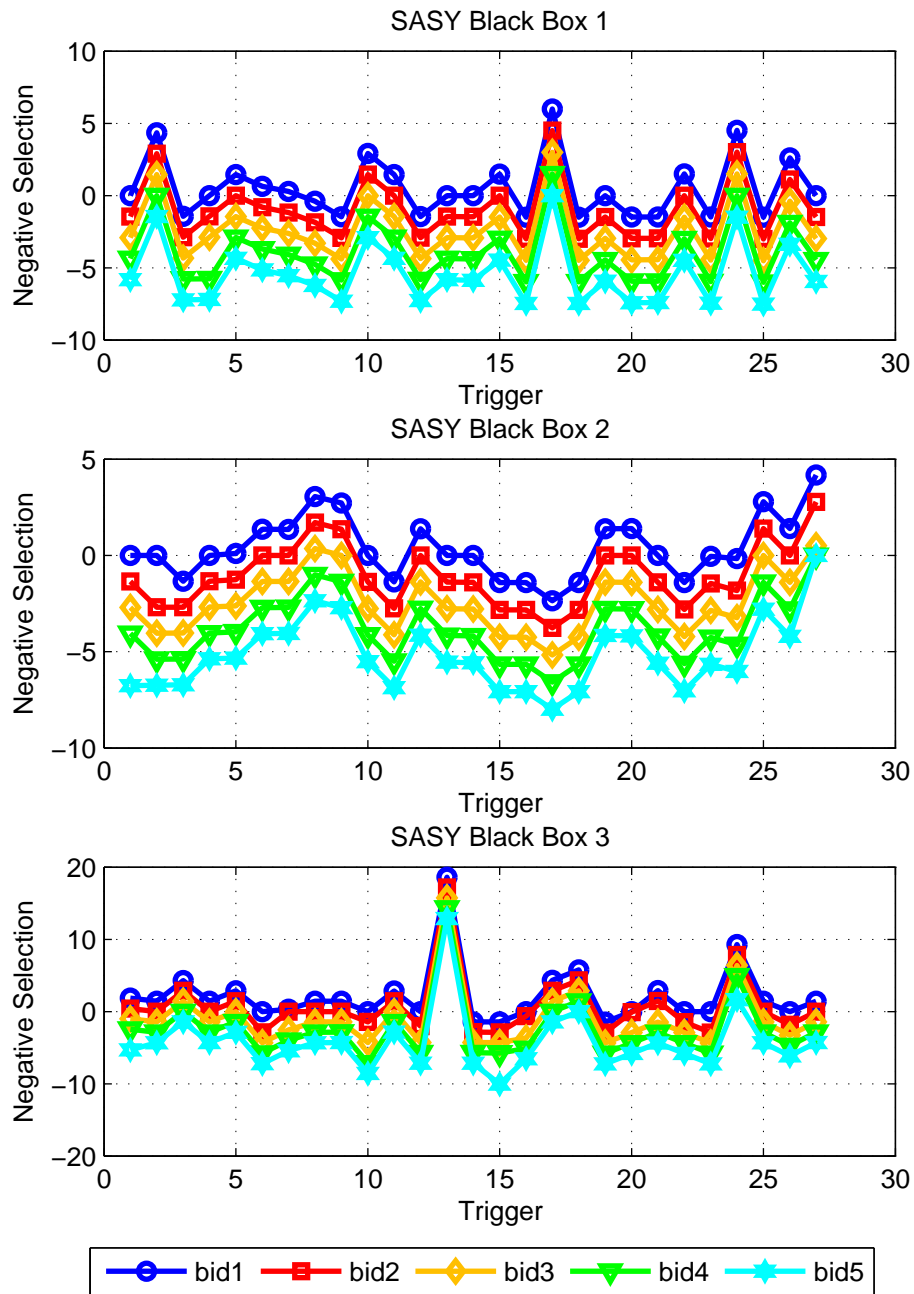 SASY Black Box 1
10
5
0
−5
−10
Negative Selection
0 5 10 15 20 25 30
Trigger
SASY Black Box 2
5
0
−5
−10
Negative Selection
0 5 10 15 20 25 30
Trigger
SASY Black Box 3
20
10
0
−10
−20
Negative Selection
0 5 10 15 20 25 30
Trigger
bid1 bid2 bid3 bid4 bid5